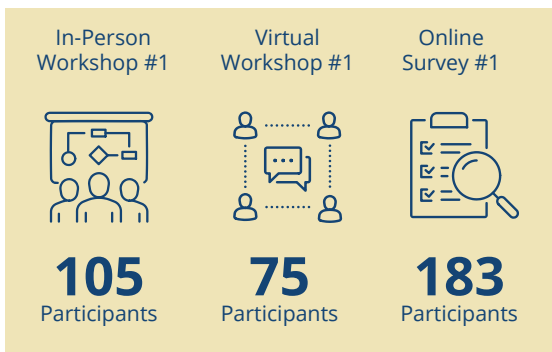 In-Person
Workshop #1
105
Participants
Virtual
Workshop #1
75
Participants
Online
Survey #1
183
Participants